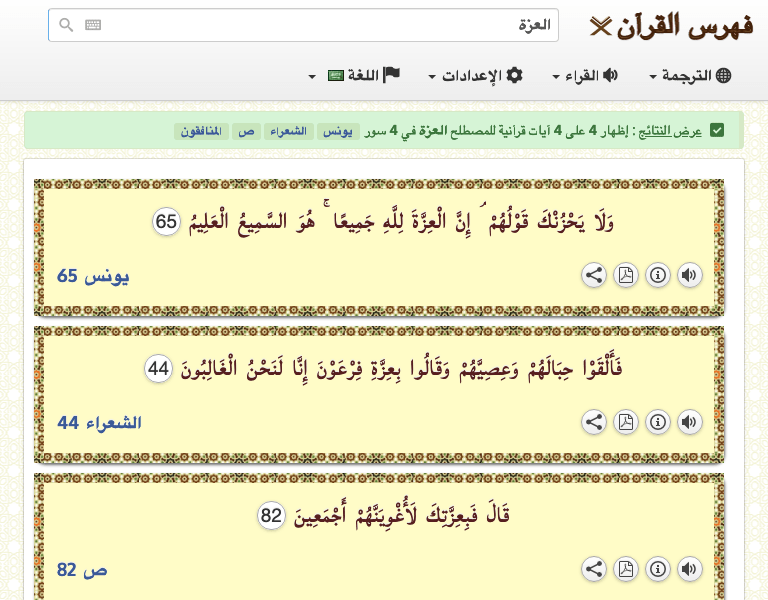 فهرس القرآن
العزة
الترجمة
القراء
الإعدادات
اللغة
عرض النتائج : إظهار 4 على 4 آيات قرآنية للمصطلح العزة في 4 سور يونس الشعراء ص المنافقون
وَلَا يَحْزُنْكَ قَوْلُهُمْ ۘ إِنَّ الْعِزَّةَ لِلَّهِ جَمِيعًا ۚ هُوَ السَّمِيعُ الْعَلِيمُ 65
يونس 65
فَأَلْقَوْا حِبَالَهُمْ وَعِصِيَّهُمْ وَقَالُوا بِعِزَّةِ فِرْعَوْنَ إِنَّا لَنَحْنُ الْغَالِبُونَ 44
الشعراء 44
قَالَ فَبِعِزَّتِكَ لَأُغْوِيَنَّهُمْ أَجْمَعِينَ 82
ص 82